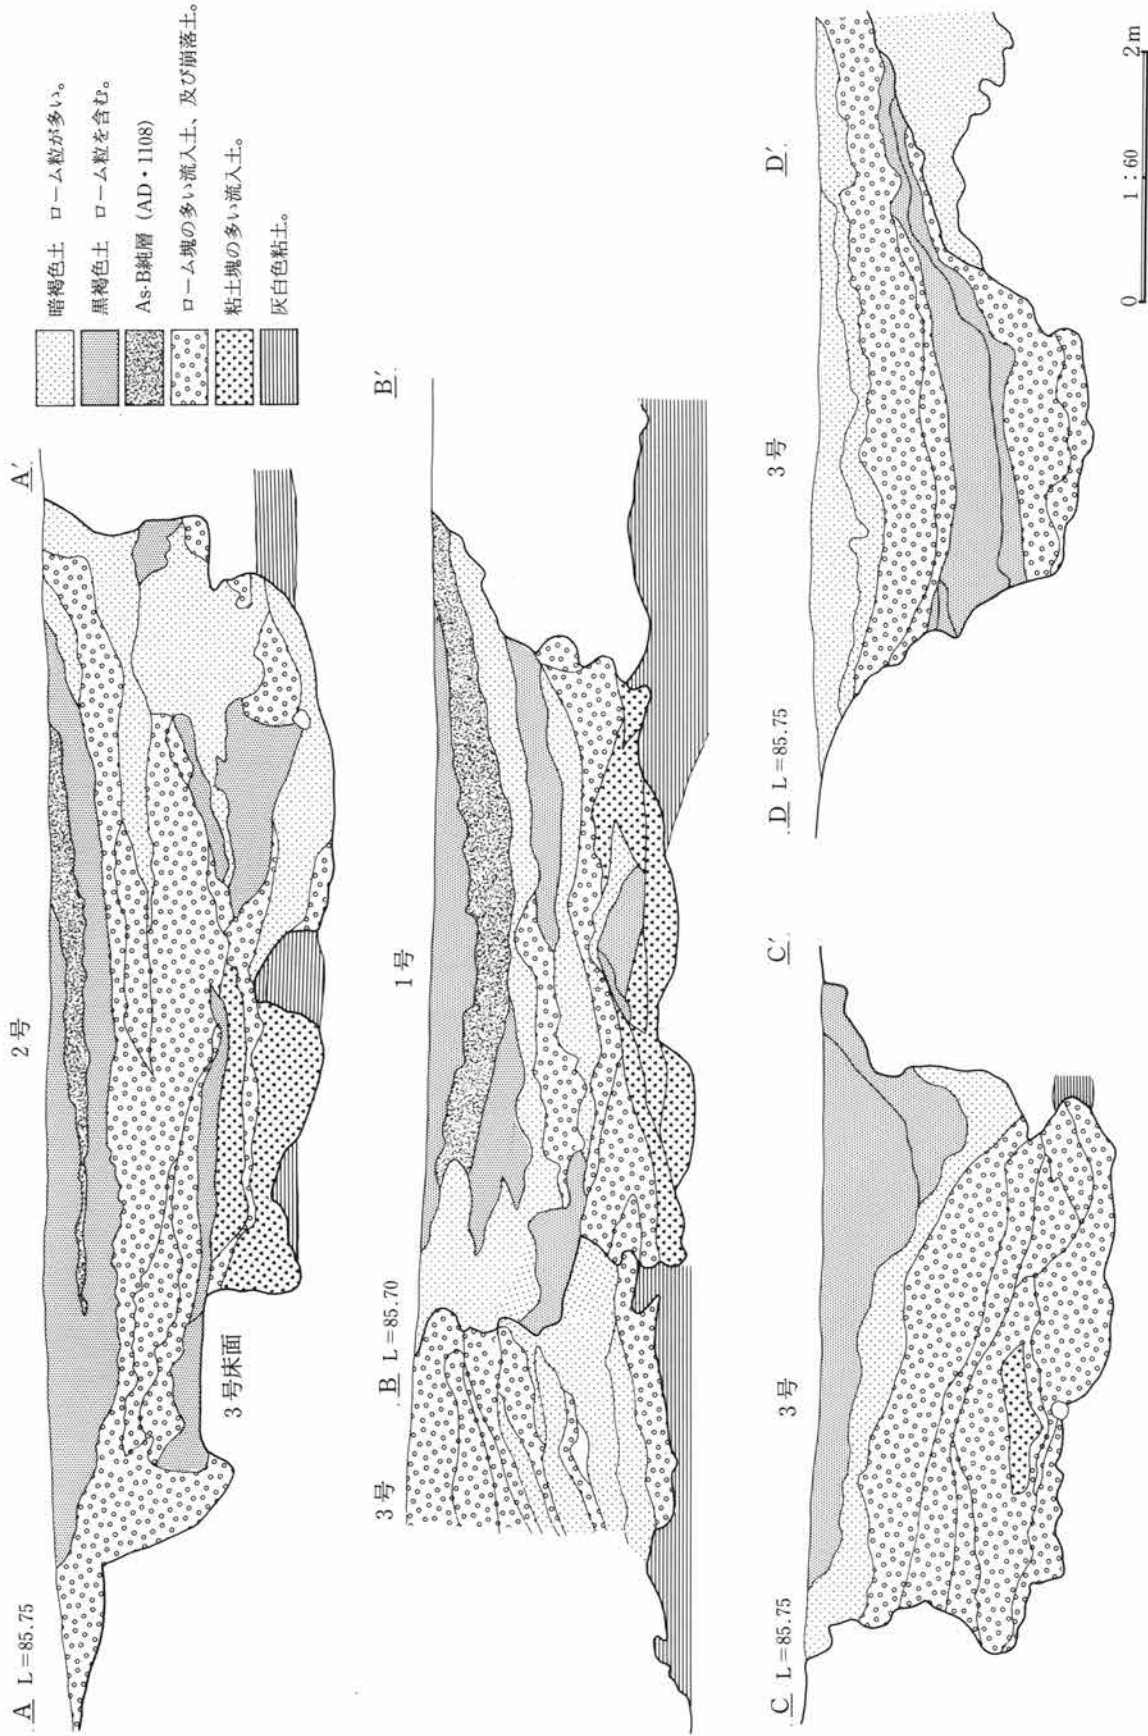 暗褐色土 ローム粒が多い。
黒褐色土 ローム粒を含む。
As-B純層（AD・1108）
ローム塊の多い流入土、及び崩落土。
粘土塊の多い流入土。
灰白色粘土。
A L=85.75
2号
A′
3号床面
3号
B L=85.70
1号
B′
C L=85.75
3号
C′
D L=85.75
3号
D′
0
1:60
2m